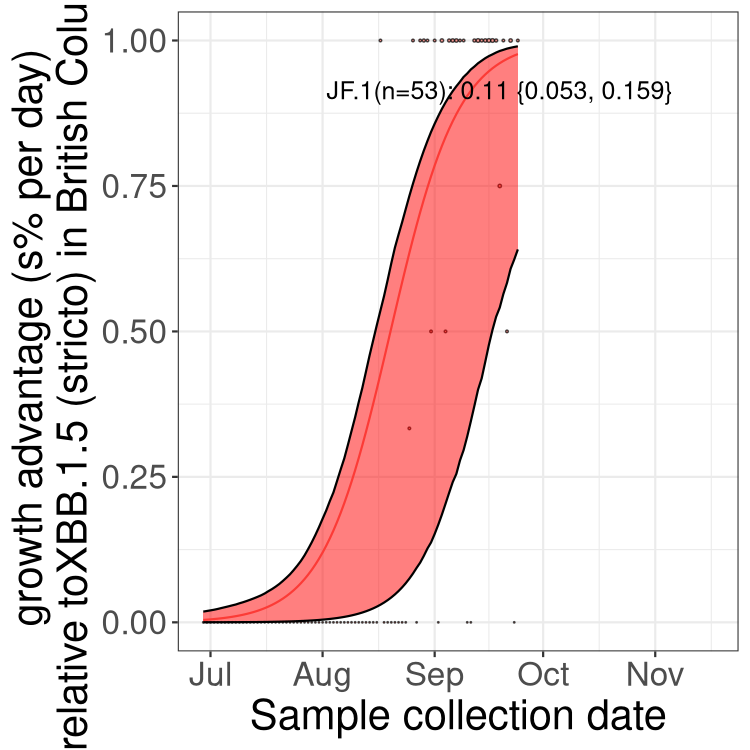 growth advantage (s% per day)
relative toXBB.1.5 (stricto) in British Colu
1.00
0.75
0.50
0.25
0.00
JF.1(n=53): 0.11 {0.053, 0.159}
Jul Aug Sep Oct Nov
Sample collection date